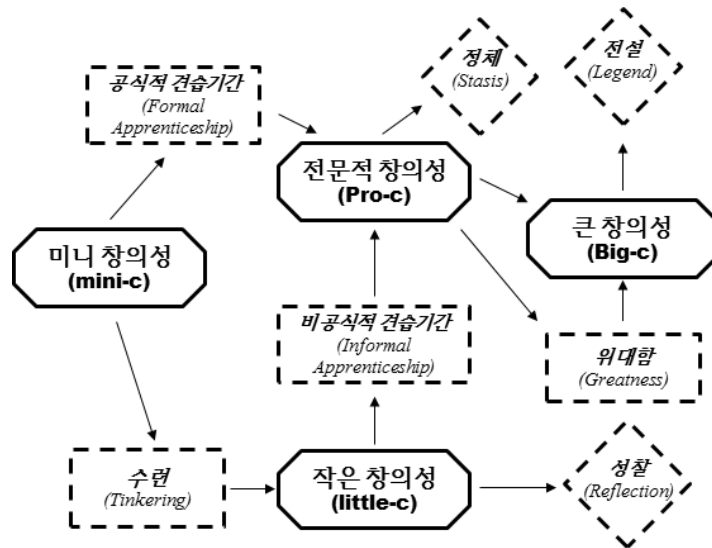 정체
(Stasis)
전설
(Legend)
공식적 견습기간
(Formal
Apprenticeship)
전문적 창의성
(Pro-c)
큰 창의성
(Big-c)
미니 창의성
(mini-c)
비공식적 견습기간
(Informal
Apprenticeship)
위대함
(Greatness)
수련
(Tinkering)
작은 창의성
(little-c)
성찰
(Reflection)